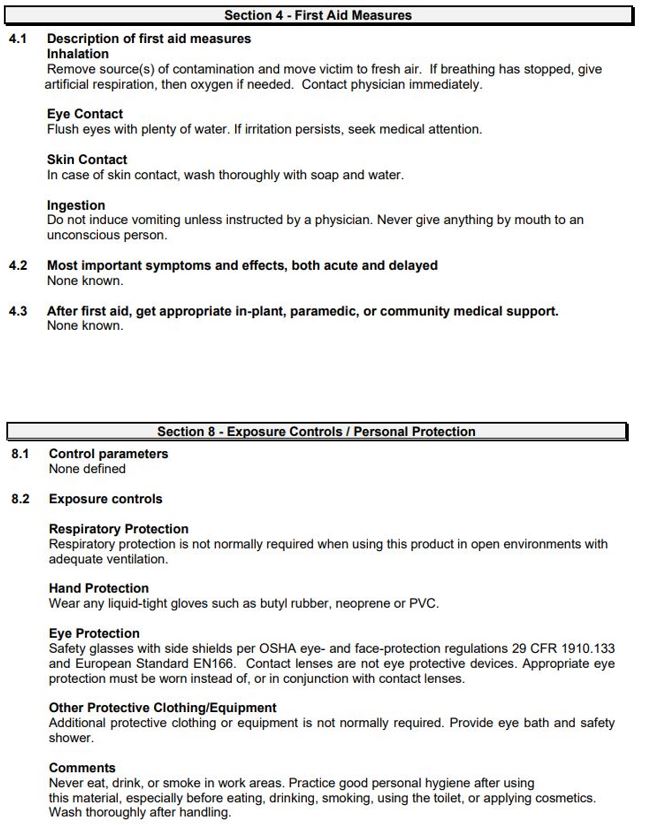 Section 4 - First Aid Measures
4.1 Description of first aid measures
Inhalation
Remove source(s) of contamination and move victim to fresh air. If breathing has stopped, give
artificial respiration, then oxygen if needed. Contact physician immediately.
Eye Contact
Flush eyes with plenty of water. If irritation persists, seek medical attention.
Skin Contact
In case of skin contact, wash thoroughly with soap and water.
Ingestion
Do not induce vomiting unless instructed by a physician. Never give anything by mouth to an
unconscious person.
4.2 Most important symptoms and effects, both acute and delayed
None known.
4.3 After first aid, get appropriate in-plant, paramedic, or community medical support.
None known.
Section 8 - Exposure Controls / Personal Protection
8.1 Control parameters
None defined
8.2 Exposure controls
Respiratory Protection
Respiratory protection is not normally required when using this product in open environments with
adequate ventilation.
Hand Protection
Wear any liquid-tight gloves such as butyl rubber, neoprene or PVC.
Eye Protection
Safety glasses with side shields per OSHA eye- and face-protection regulations 29 CFR 1910.133
and European Standard EN166. Contact lenses are not eye protective devices. Appropriate eye
protection must be worn instead of, or in conjunction with contact lenses.
Other Protective Clothing/Equipment
Additional protective clothing or equipment is not normally required. Provide eye bath and safety
shower.
Comments
Never eat, drink, or smoke in work areas. Practice good personal hygiene after using
this material, especially before eating, drinking, smoking, using the toilet, or applying cosmetics.
Wash thoroughly after handling.